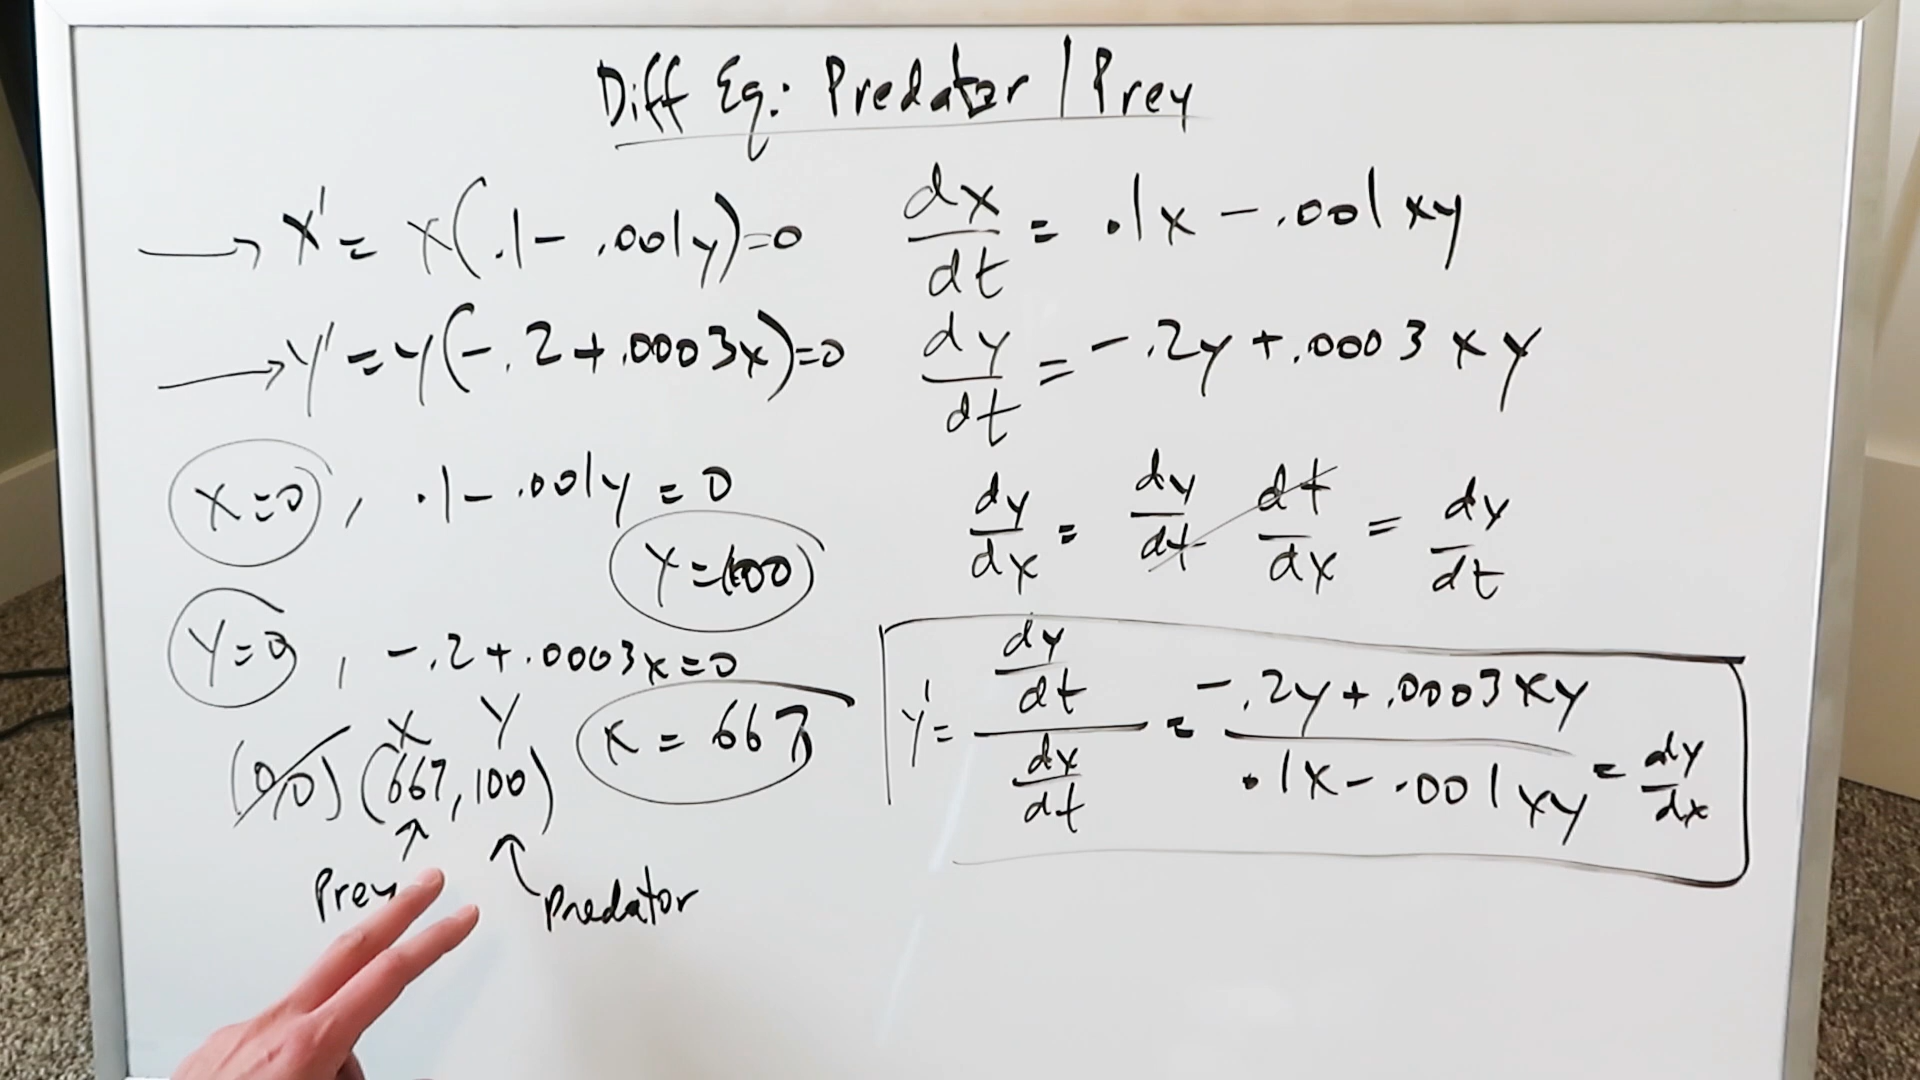 Diff Eq: Predator | Prey
→ x' = x(.1 - .001y) = 0
→ y' = y(-.2 + .0003x) = 0
x = 0, .1 - .001y = 0
y = 100
y = 0, -.2 + .0003x = 0
x = 667
x y
(0,0) (667, 100)
↑ ↑
Prey Predator
dx/dt = .1x - .001xy
dy/dt = -.2y + .0003xy
dy/dx = dy/dt dt/dx = dy/dt
y' = (dy/dt)/(dx/dt) = (-.2y + .0003xy)/(.1x - .001xy) = dy/dx